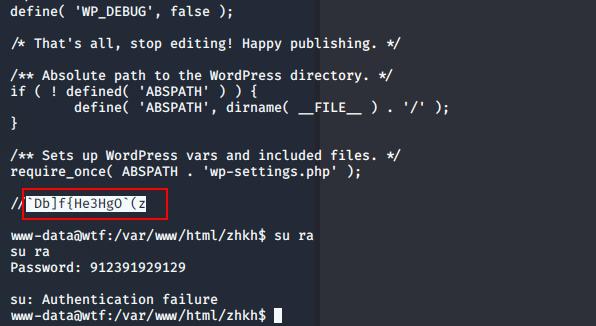 define( 'WP_DEBUG', false );
/* That's all, stop editing! Happy publishing. */
/** Absolute path to the WordPress directory. */
if ( ! defined( 'ABSPATH' ) ) {
define( 'ABSPATH', dirname( __FILE__ ) . '/' );
}
/** Sets up WordPress vars and included files. */
require_once( ABSPATH . 'wp-settings.php' );
//`Db]f{He3HgO`(z
www-data@wtf:/var/www/html/zhkh$ su ra
su ra
Password: 912391929129
su: Authentication failure
www-data@wtf:/var/www/html/zhkh$